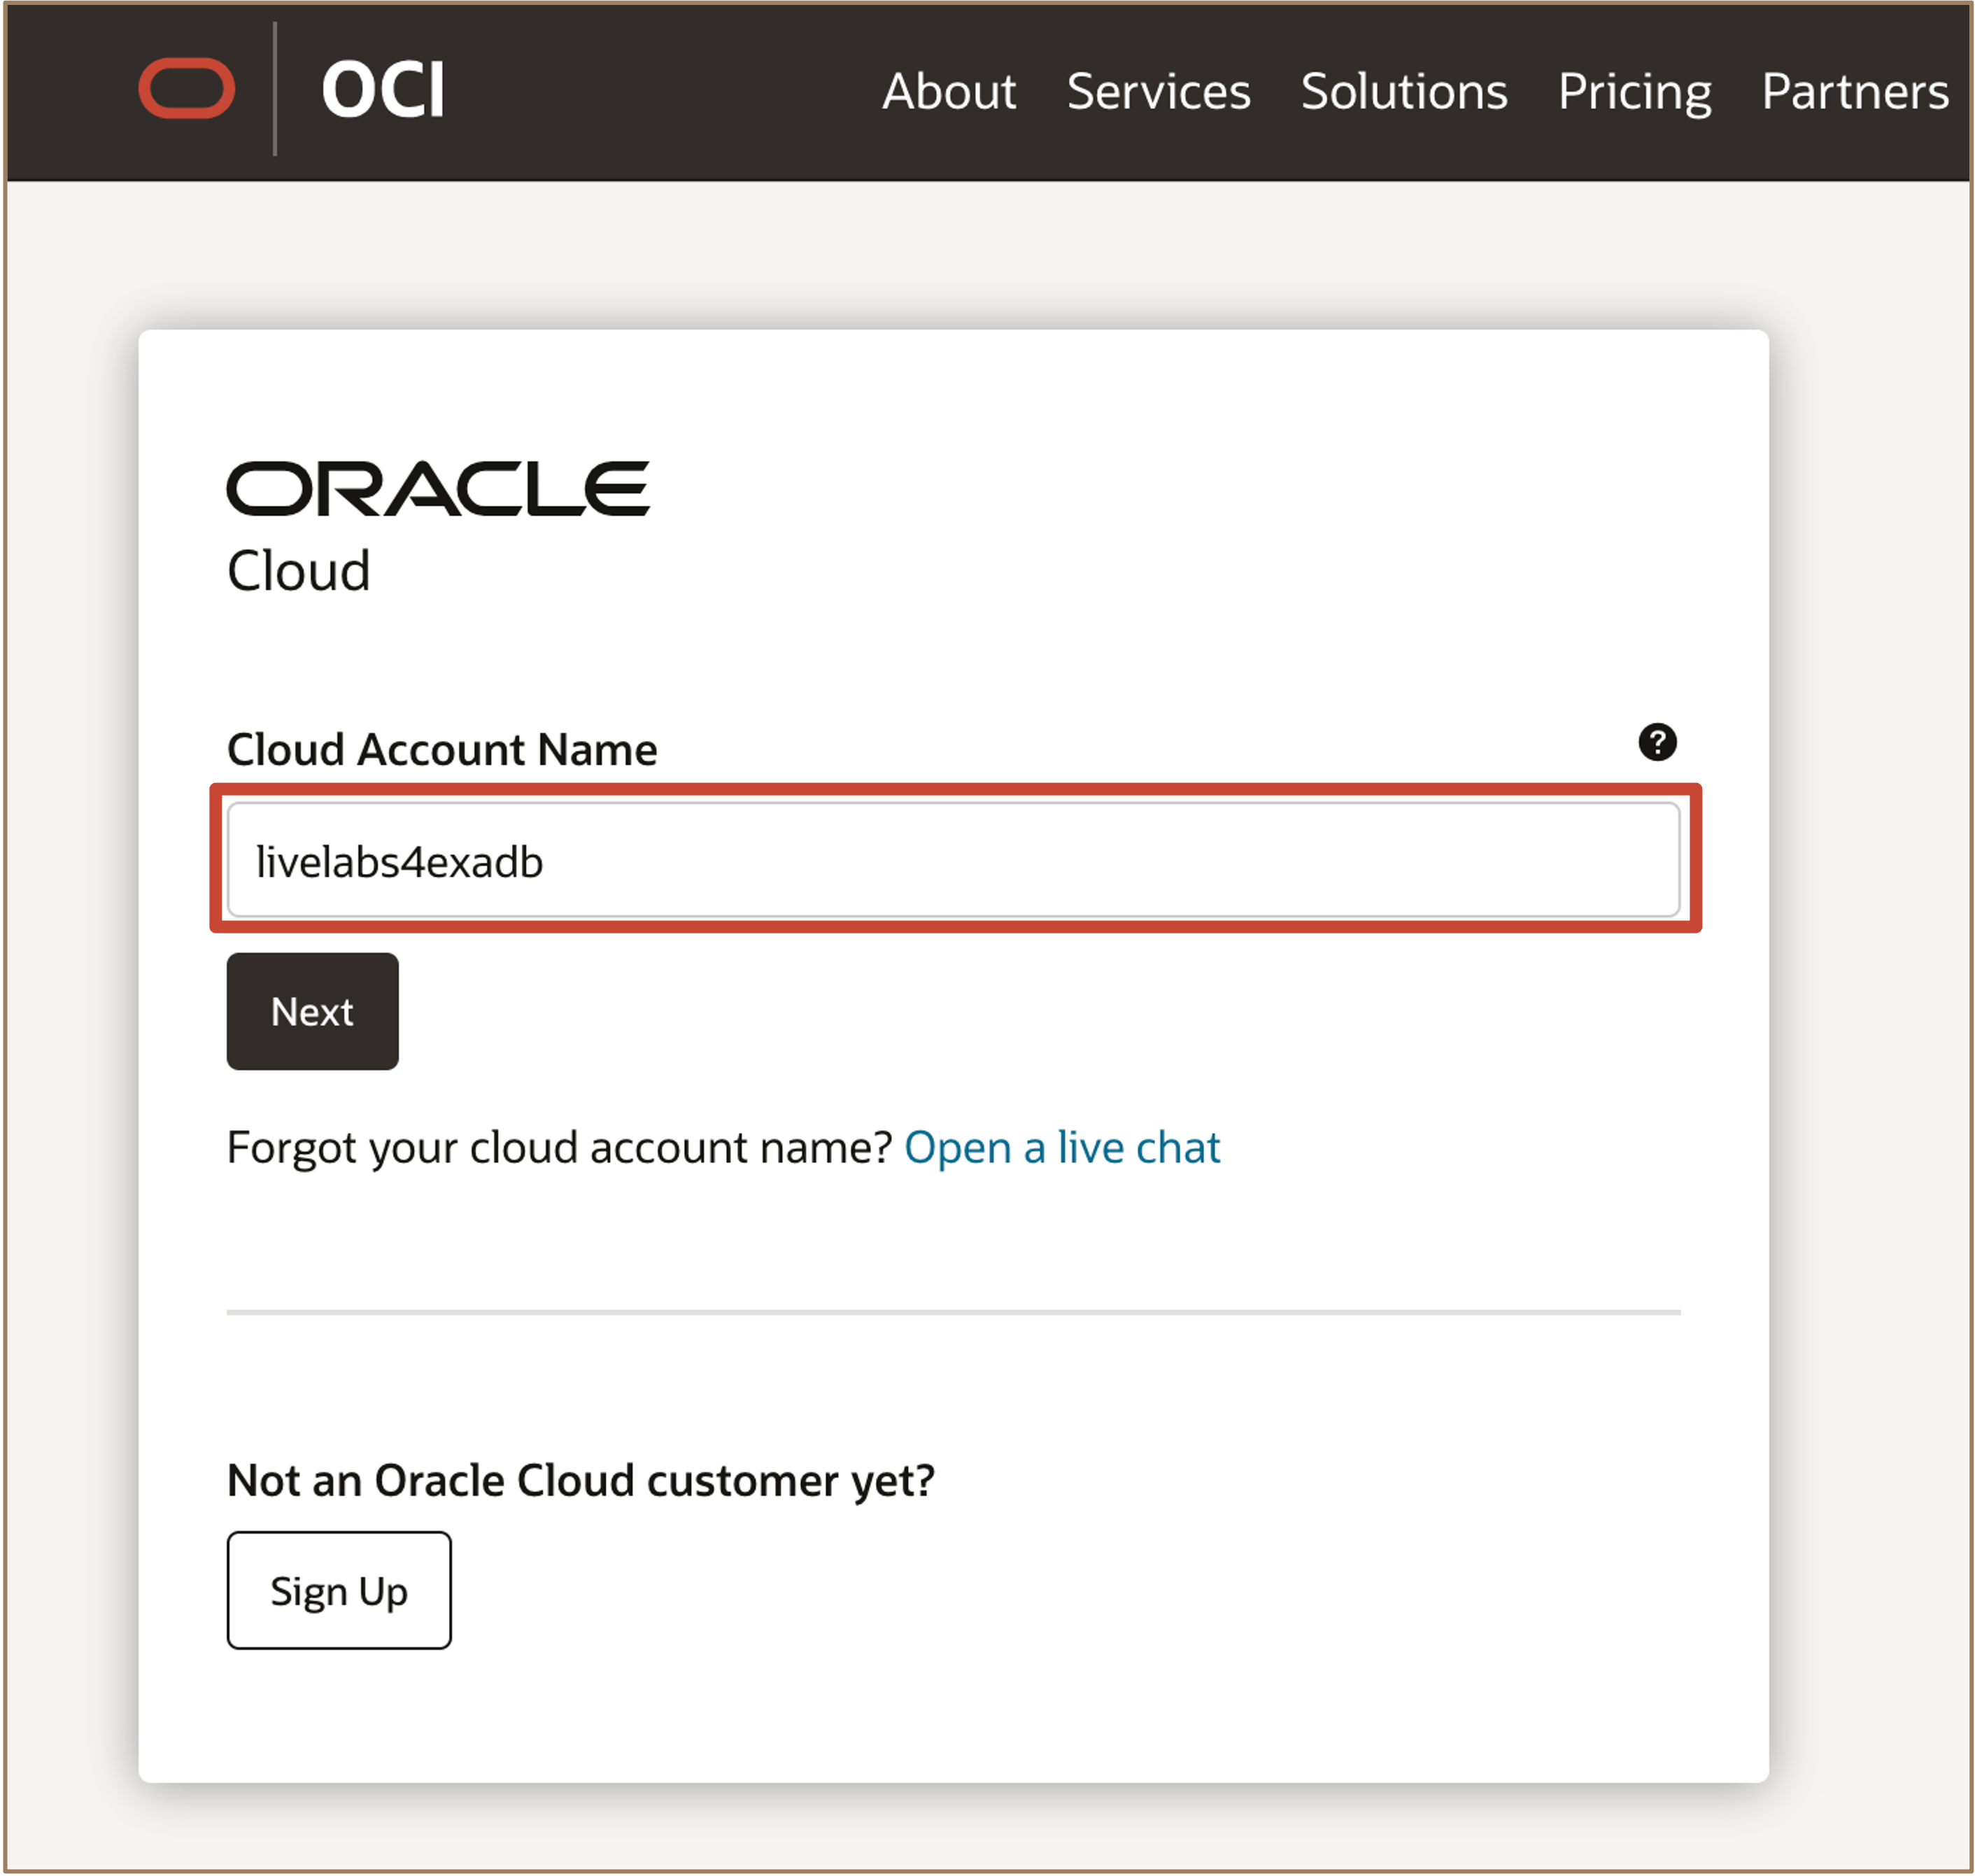 OCI
About Services Solutions Pricing Partners
ORACLE
Cloud
Cloud Account Name
?
livelabs4exadb
Next
Forgot your cloud account name? Open a live chat
Not an Oracle Cloud customer yet?
Sign Up